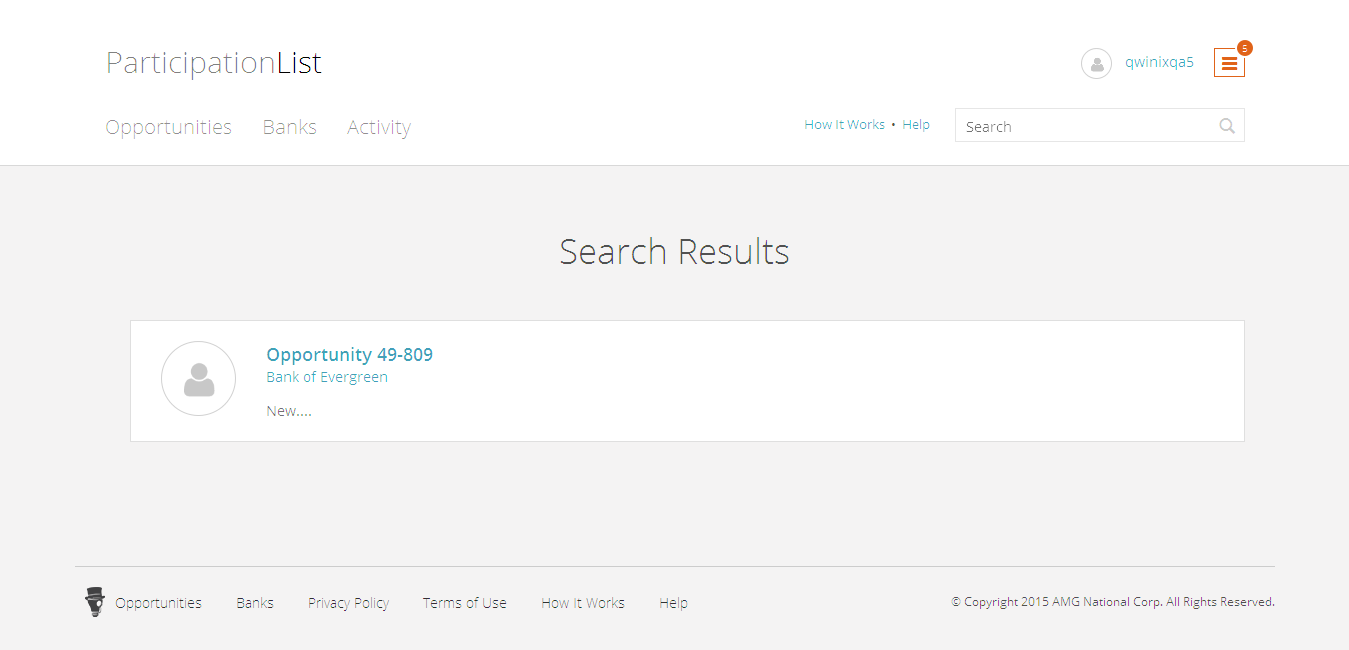 ParticipationList
qwinixqa5
5
Opportunities Banks Activity
How It Works • Help
Search
Search Results
Opportunity 49-809
Bank of Evergreen
New....
Opportunities Banks Privacy Policy Terms of Use How It Works Help
© Copyright 2015 AMG National Corp. All Rights Reserved.